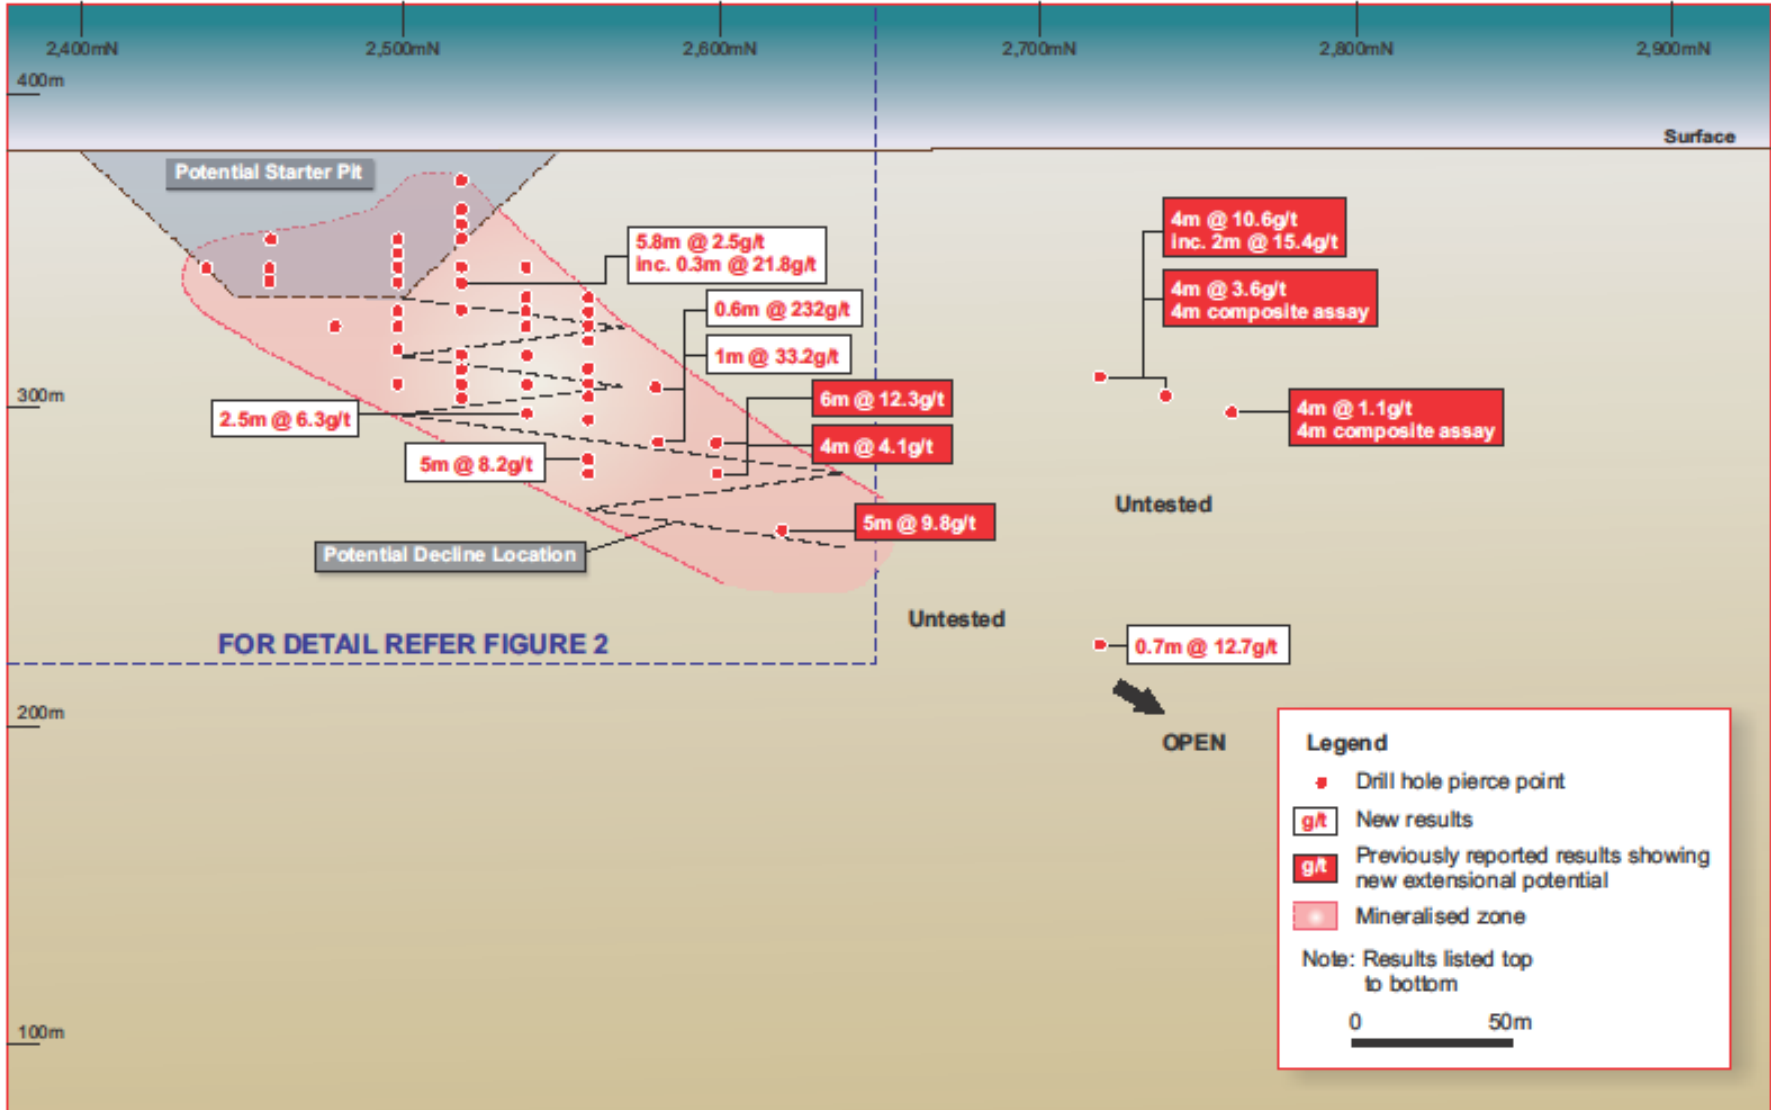 2,400mN
2,500mN
2,600mN
2,700mN
2,800mN
2,900mN
400m
Surface
Potential Starter Pit
5.8m @ 2.5g/t
inc. 0.3m @ 21.8g/t
0.6m @ 232g/t
1m @ 33.2g/t
4m @ 10.6g/t
inc. 2m @ 15.4g/t
4m @ 3.6g/t
4m composite assay
300m
2.5m @ 6.3g/t
6m @ 12.3g/t
4m @ 4.1g/t
4m @ 1.1g/t
4m composite assay
5m @ 8.2g/t
Untested
5m @ 9.8g/t
Potential Decline Location
Untested
FOR DETAIL REFER FIGURE 2
0.7m @ 12.7g/t
200m
OPEN
Legend
Drill hole pierce point
g/t New results
g/t Previously reported results showing
new extensional potential
Mineralised zone
Note: Results listed top
to bottom
0 50m
100m